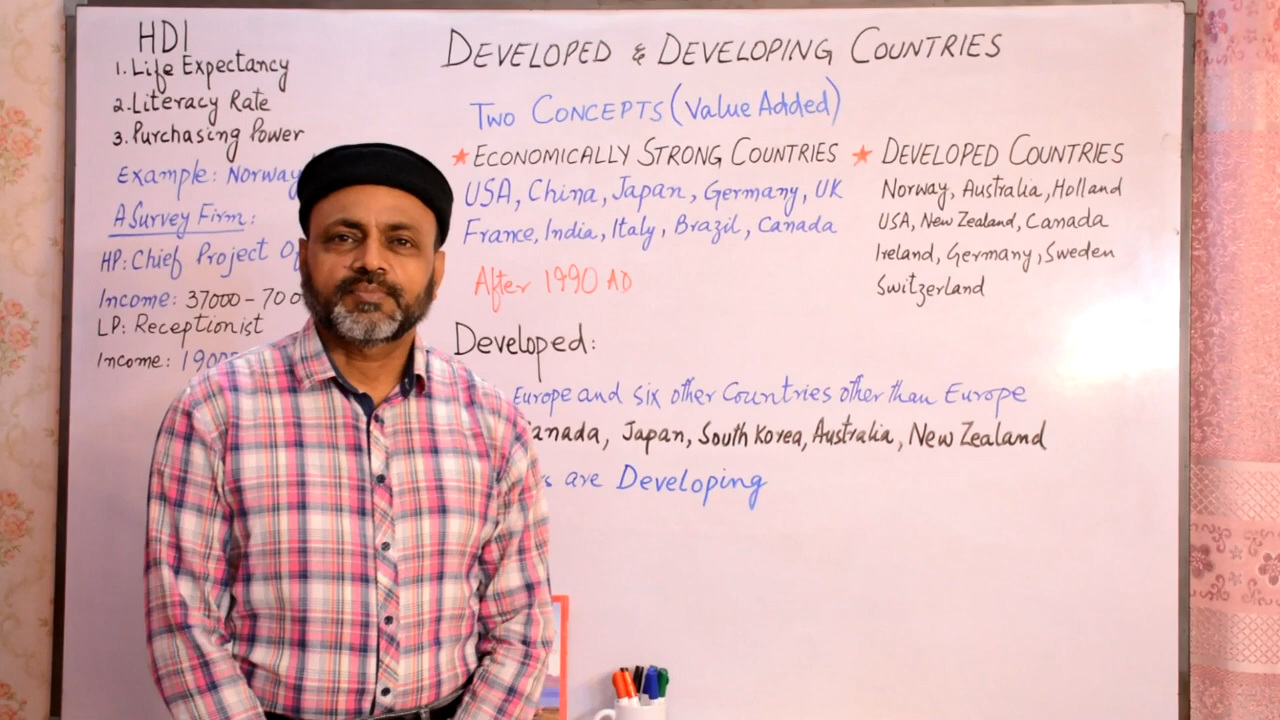 HDI
1. Life Expectancy
2. Literacy Rate
3. Purchasing Power
Example: Norway
A Survey Firm:
HP: Chief Project
Income: 37000 - 700
LP: Receptionist
Income: 1900
DEVELOPED & DEVELOPING COUNTRIES
TWO CONCEPTS (Value Added)
★ ECONOMICALLY STRONG COUNTRIES
USA, China, Japan, Germany, UK
France, India, Italy, Brazil, Canada
After 1990 AD
★ DEVELOPED COUNTRIES
Norway, Australia, Holland
USA, New Zealand, Canada
Ireland, Germany, Sweden
Switzerland
Developed:
Europe and six other Countries other than Europe
anada, Japan, South Korea, Australia, New Zealand
s are Developing